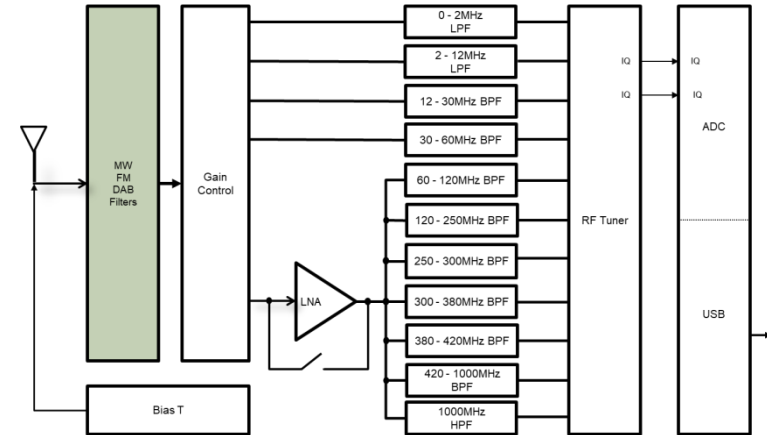 0 - 2MHz
LPF
2 - 12MHz
LPF
12 - 30MHz BPF
30 - 60MHz BPF
60 - 120MHz BPF
120 - 250MHz BPF
250 - 300MHz BPF
300 - 380MHz BPF
380 - 420MHz BPF
420 - 1000MHz
BPF
1000MHz
HPF
MW
FM
DAB
Filters
Gain
Control
LNA
Bias T
RF Tuner
IQ
IQ
IQ
IQ
ADC
USB